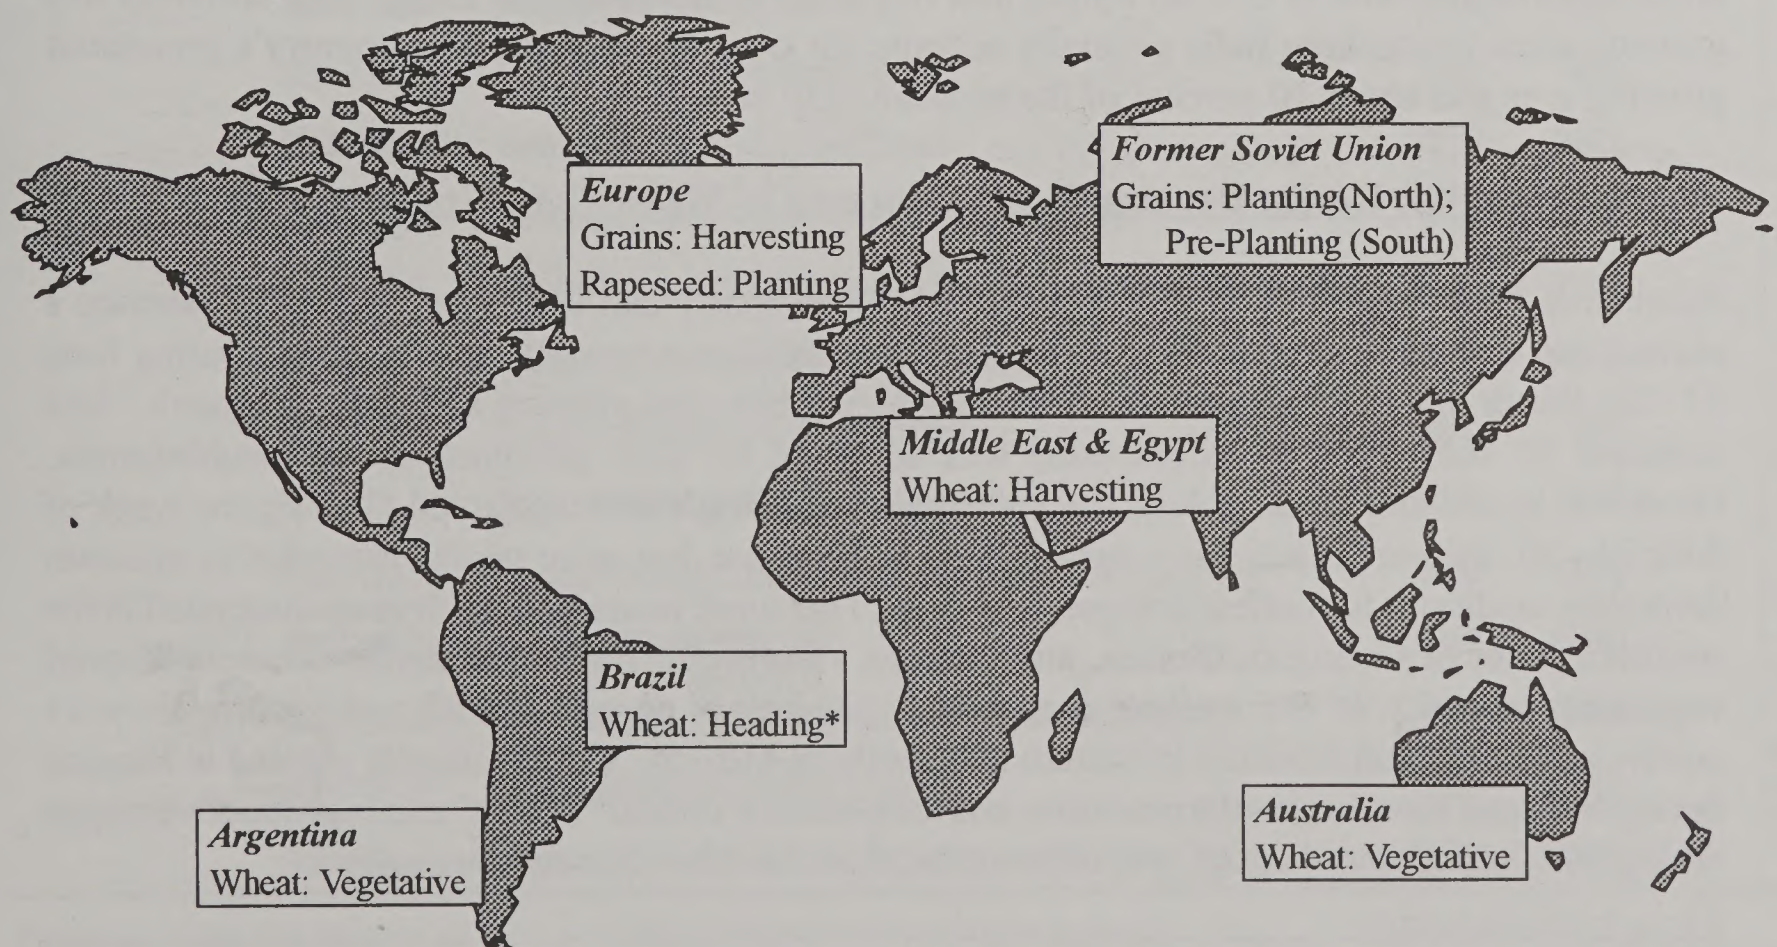 Former Soviet Union
Grains: Planting(North);
Pre-Planting (South)
Europe
Grains: Harvesting
Rapeseed: Planting
Middle East & Egypt
Wheat: Harvesting
Brazil
Wheat: Heading*
Argentina
Wheat: Vegetative
Australia
Wheat: Vegetative